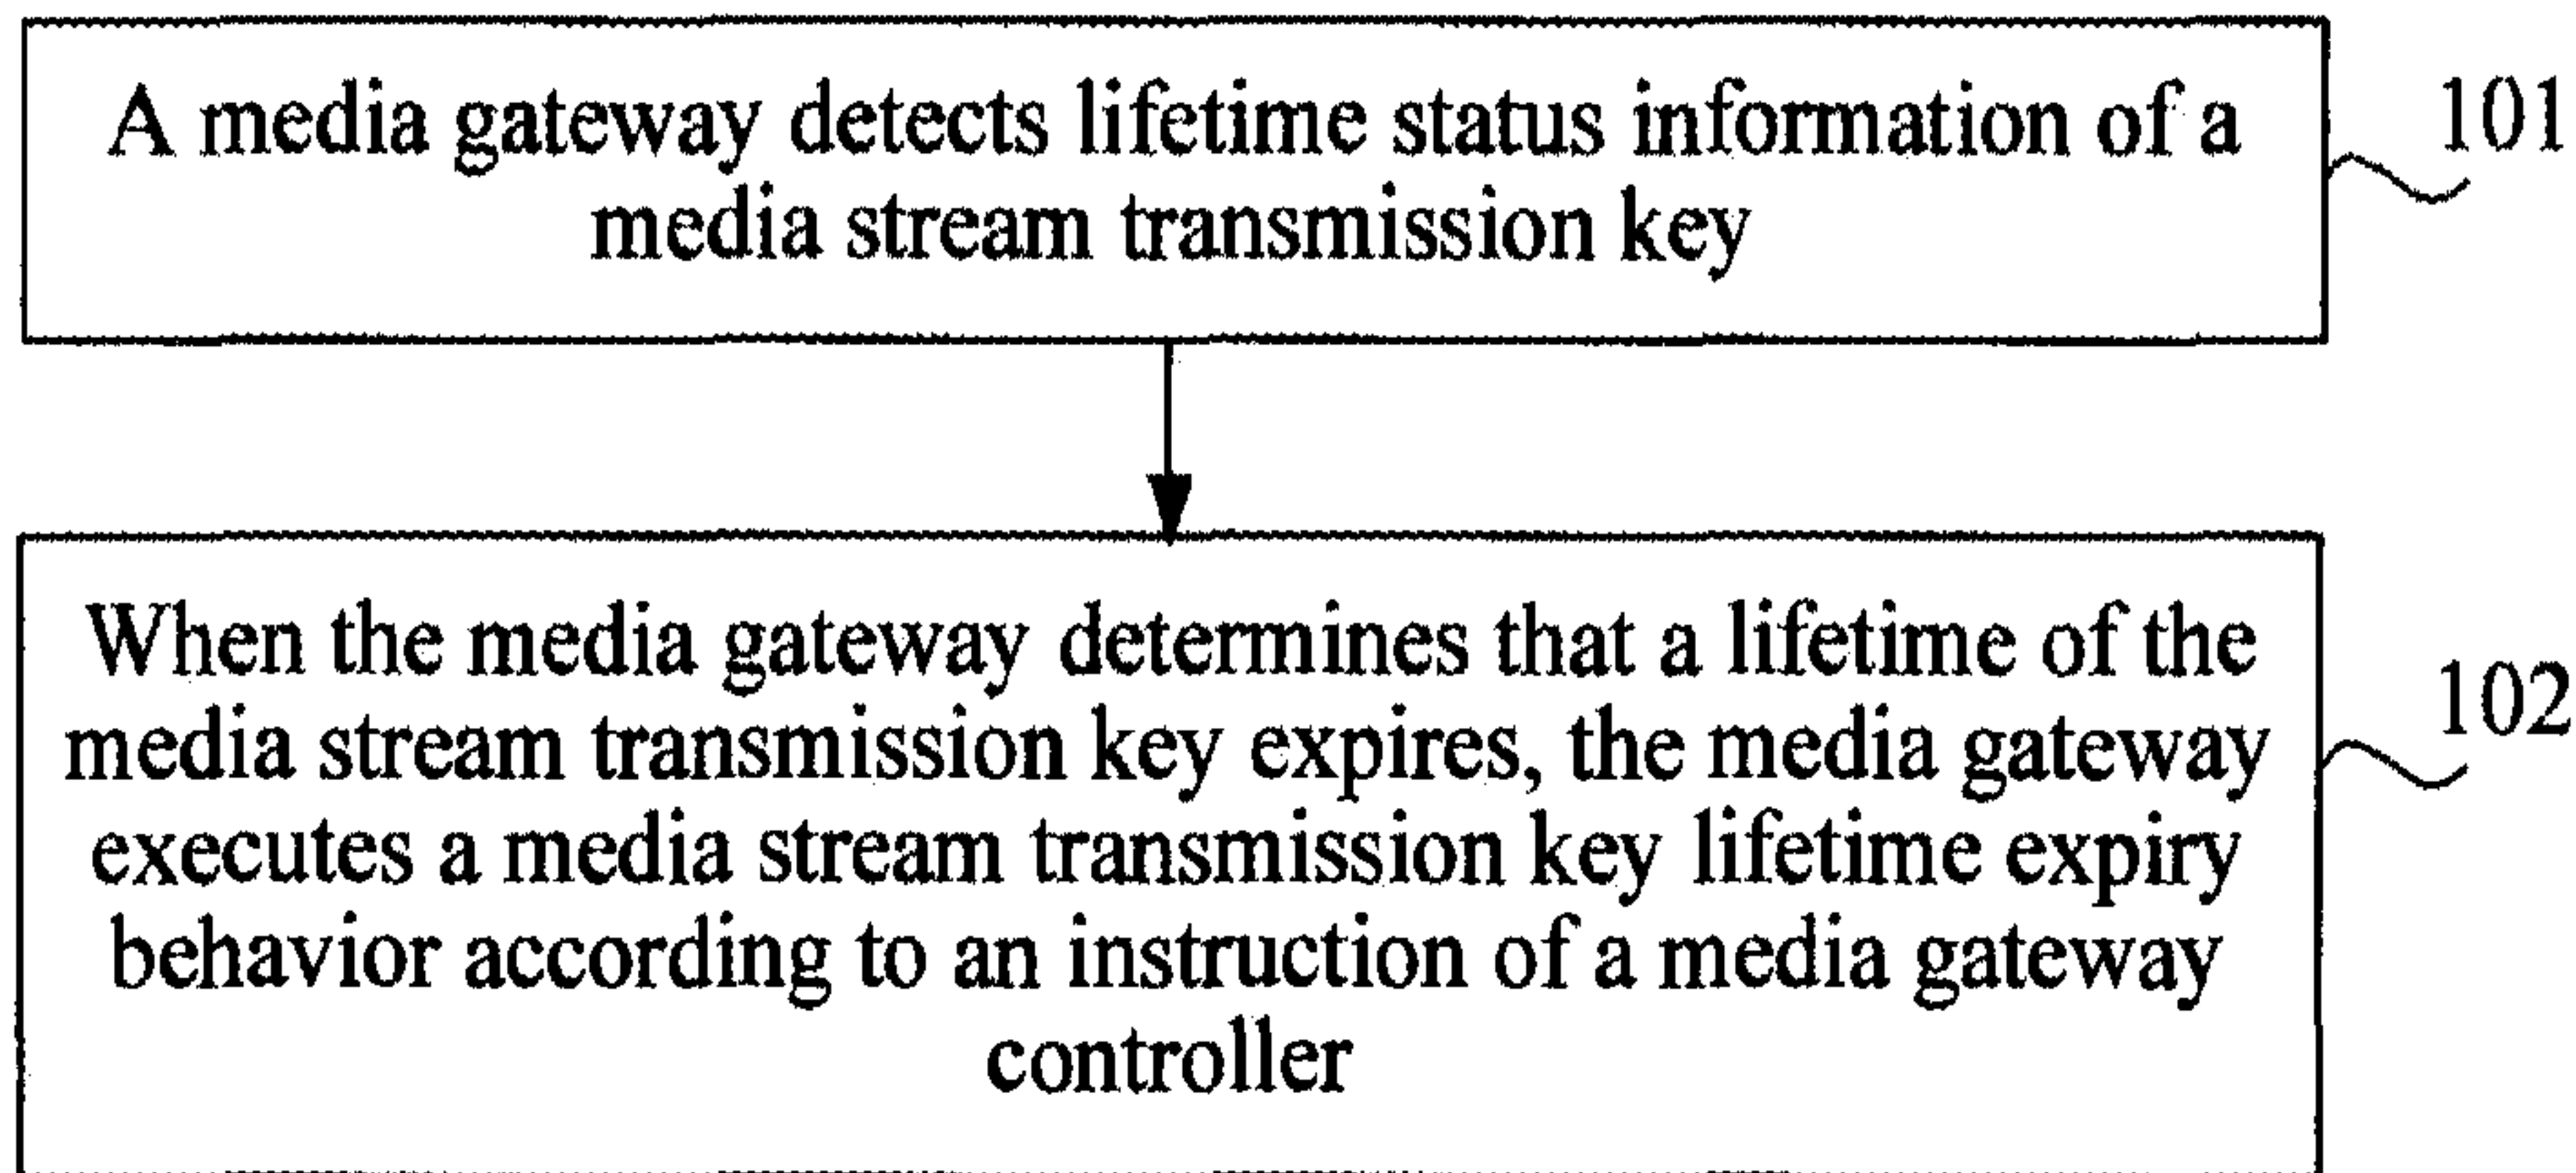 A media gateway detects lifetime status information of a
media stream transmission key
101
When the media gateway determines that a lifetime of the
media stream transmission key expires, the media gateway
executes a media stream transmission key lifetime expiry
behavior according to an instruction of a media gateway
controller
102